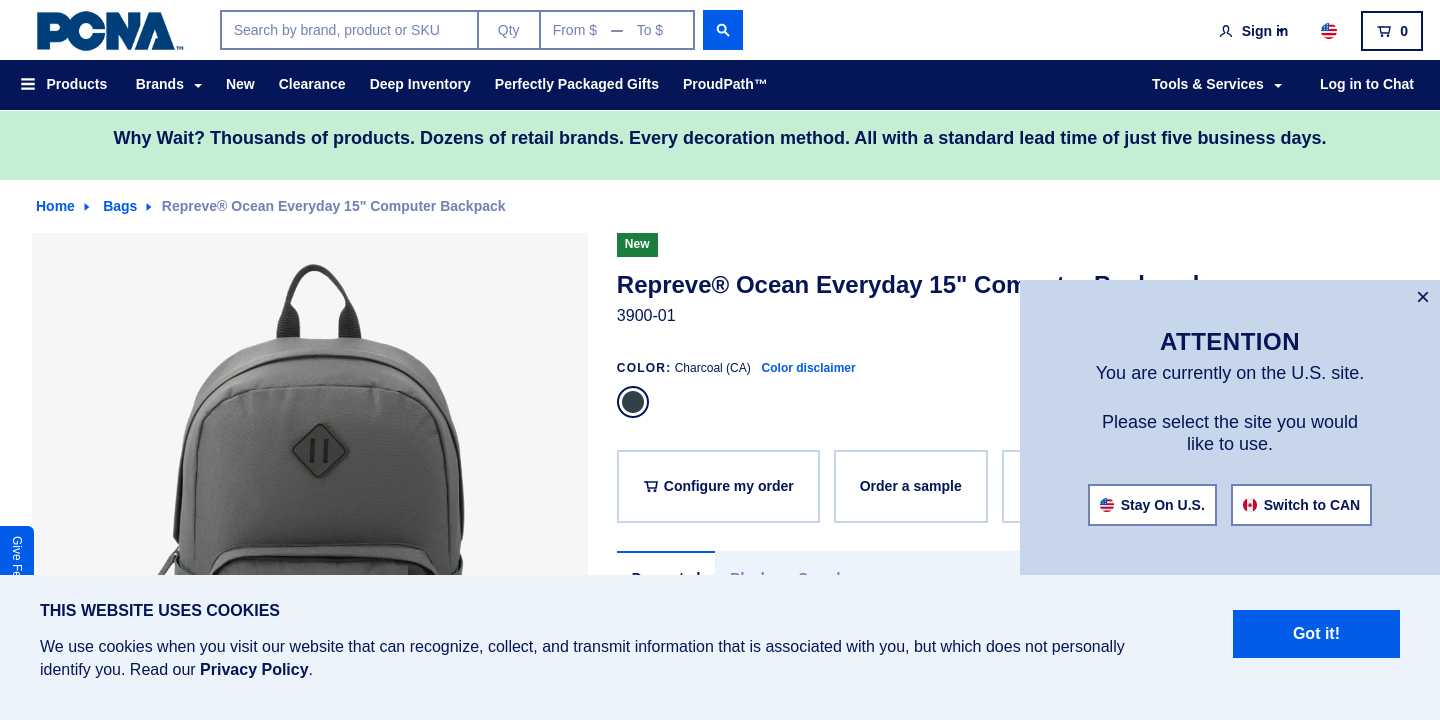 PCNA™
Search by brand, product or SKU
Qty
From $ — To $
Sign in
0
Products
Brands
New
Clearance
Deep Inventory
Perfectly Packaged Gifts
ProudPath™
Tools & Services
Log in to Chat
Why Wait? Thousands of products. Dozens of retail brands. Every decoration method. All with a standard lead time of just five business days.
Home
Bags
Repreve® Ocean Everyday 15" Computer Backpack
New
Repreve® Ocean Everyday 15"
3900-01
COLOR: Charcoal (CA) Color disclaimer
Configure my order
Order a sample
×
ATTENTION
You are currently on the U.S. site.
Please select the site you would
like to use.
Stay On U.S.
Switch to CAN
Give
THIS WEBSITE USES COOKIES
We use cookies when you visit our website that can recognize, collect, and transmit information that is associated with you, but which does not personally
identify you. Read our Privacy Policy.
Got it!